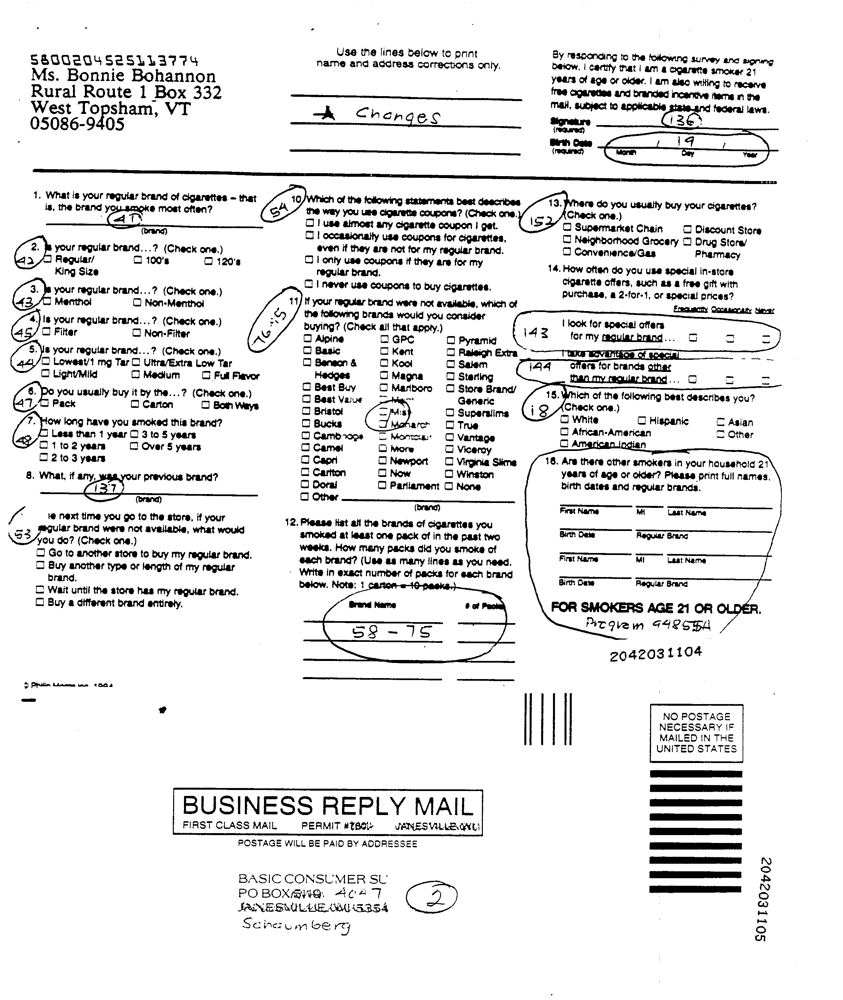 5800204525113774
Ms. Bonnie Bohannon
Rural Route 1 Box 332
West Topsham, VT
05086-9405
Use the lines below to print
name and address corrections only.
Changes
By responding to the following survey and signing
below, I certify that I am a cigarette smoker 21
years of age or older. I am also willing to receive
free cigarettes and branded incentive items in the
mail, subject to applicable state and federal laws.
Signature
(required)
136
Birth Date
(required)
19
Month Day Year
1. What is your regular brand of cigarettes – that
is, the brand you smoke most often?
(brand)
2. Is your regular brand...? (Check one.)
42
☐ Regular/ ☐ 100's ☐ 120's
King Size
3. Is your regular brand...? (Check one.)
43
☐ Menthol ☐ Non-Menthol
4. Is your regular brand...? (Check one.)
45
☐ Filter ☐ Non-Filter
5. Is your regular brand...? (Check one.)
44
☐ Lowest/1 mg Tar ☐ Ultra/Extra Low Tar
☐ Light/Mild ☐ Medium ☐ Full Flavor
6. Do you usually buy it by the...? (Check one.)
47
☐ Pack ☐ Carton ☐ Both Ways
7. How long have you smoked this brand?
☐ Less than 1 year ☐ 3 to 5 years
☐ 1 to 2 years ☐ Over 5 years
☐ 2 to 3 years
8. What, if any, was your previous brand?
137
(brand)
he next time you go to the store, if your
regular brand were not available, what would
53
you do? (Check one.)
☐ Go to another store to buy my regular brand.
☐ Buy another type or length of my regular
brand.
☐ Wait until the store has my regular brand.
☐ Buy a different brand entirely.
54
10. Which of the following statements best describes
the way you use cigarette coupons? (Check one.)
☐ I use almost any cigarette coupon I get.
☐ I occasionally use coupons for cigarettes,
even if they are not for my regular brand.
☐ I only use coupons if they are for my
regular brand.
☐ I never use coupons to buy cigarettes.
11. If your regular brand were not available, which of
the following brands would you consider
buying? (Check all that apply.)
☐ Alpine ☐ GPC ☐ Pyramid
☐ Basic ☐ Kent ☐ Raleigh Extra
☐ Benson & ☐ Kool ☐ Salem
Hedges ☐ Magna ☐ Sterling
☐ Best Buy ☐ Marlboro ☐ Store Brand/
☐ Best Value Generic
☐ Bristol ☐ Misty ☐ Superslims
☐ Bucks ☐ Monarch ☐ True
☐ Cambridge ☐ Montclair ☐ Vantage
☐ Camel ☐ More ☐ Viceroy
☐ Capri ☐ Newport ☐ Virginia Slims
☐ Carlton ☐ Now ☐ Winston
☐ Doral ☐ Parliament ☐ None
☐ Other
(brand)
12. Please list all the brands of cigarettes you
smoked at least one pack of in the past two
weeks. How many packs did you smoke of
each brand? (Use as many lines as you need.
Write in exact number of packs for each brand
below. Note: 1 carton = 10 packs.)
Brand Name # of Packs
58 – 75
13. Where do you usually buy your cigarettes?
152
(Check one.)
☐ Supermarket Chain ☐ Discount Store
☐ Neighborhood Grocery ☐ Drug Store/
☐ Convenience/Gas Pharmacy
14. How often do you use special in-store
cigarette offers, such as a free gift with
purchase, a 2-for-1, or special prices?
Frequently Occasionally Never
143
I look for special offers
for my regular brand... ☐ ☐ ☐
I take advantage of special
144
offers for brands other
than my regular brand... ☐ ☐ ☐
15. Which of the following best describes you?
18
(Check one.)
☐ White ☐ Hispanic ☐ Asian
☐ African-American ☐ Other
☐ American Indian
16. Are there other smokers in your household 21
years of age or older? Please print full names,
birth dates and regular brands.
First Name MI Last Name
Birth Date Regular Brand
First Name MI Last Name
Birth Date Regular Brand
FOR SMOKERS AGE 21 OR OLDER.
Program 94855A
2042031104
© Philip Morris Inc. 1994
NO POSTAGE
NECESSARY IF
MAILED IN THE
UNITED STATES
BUSINESS REPLY MAIL
FIRST CLASS MAIL PERMIT JANESVILLE
POSTAGE WILL BE PAID BY ADDRESSEE
BASIC CONSUMER SU
PO BOX 4047
JANESVILLE
Schaumberg
2
2042031105